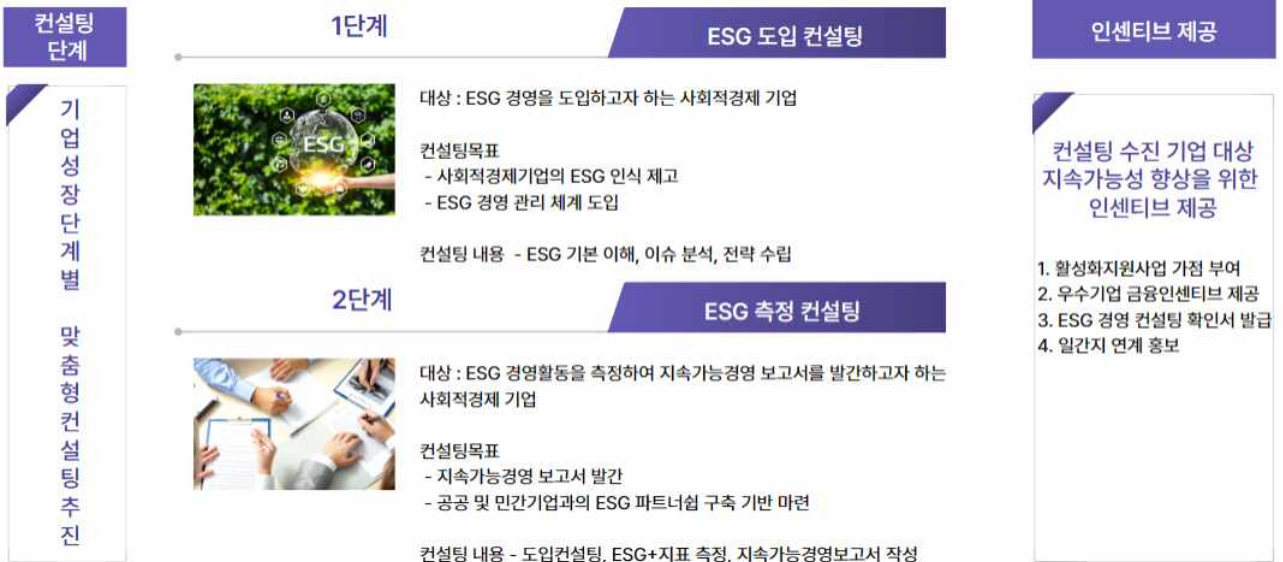 컨설팅
단계
기업성장단계별 맞춤형컨설팅추진
1단계
ESG 도입 컨설팅
ESG
대상 : ESG 경영을 도입하고자 하는 사회적경제 기업
컨설팅목표
- 사회적경제기업의 ESG 인식 제고
- ESG 경영 관리 체계 도입
컨설팅 내용 - ESG 기본 이해, 이슈 분석, 전략 수립
2단계
ESG 측정 컨설팅
대상 : ESG 경영활동을 측정하여 지속가능경영 보고서를 발간하고자 하는
사회적경제 기업
컨설팅목표
- 지속가능경영 보고서 발간
- 공공 및 민간기업과의 ESG 파트너쉽 구축 기반 마련
컨설팅 내용 - 도입컨설팅, ESG+지표 측정, 지속가능경영보고서 작성
인센티브 제공
컨설팅 수진 기업 대상
지속가능성 향상을 위한
인센티브 제공
1. 활성화지원사업 가점 부여
2. 우수기업 금융인센티브 제공
3. ESG 경영 컨설팅 확인서 발급
4. 일간지 연계 홍보